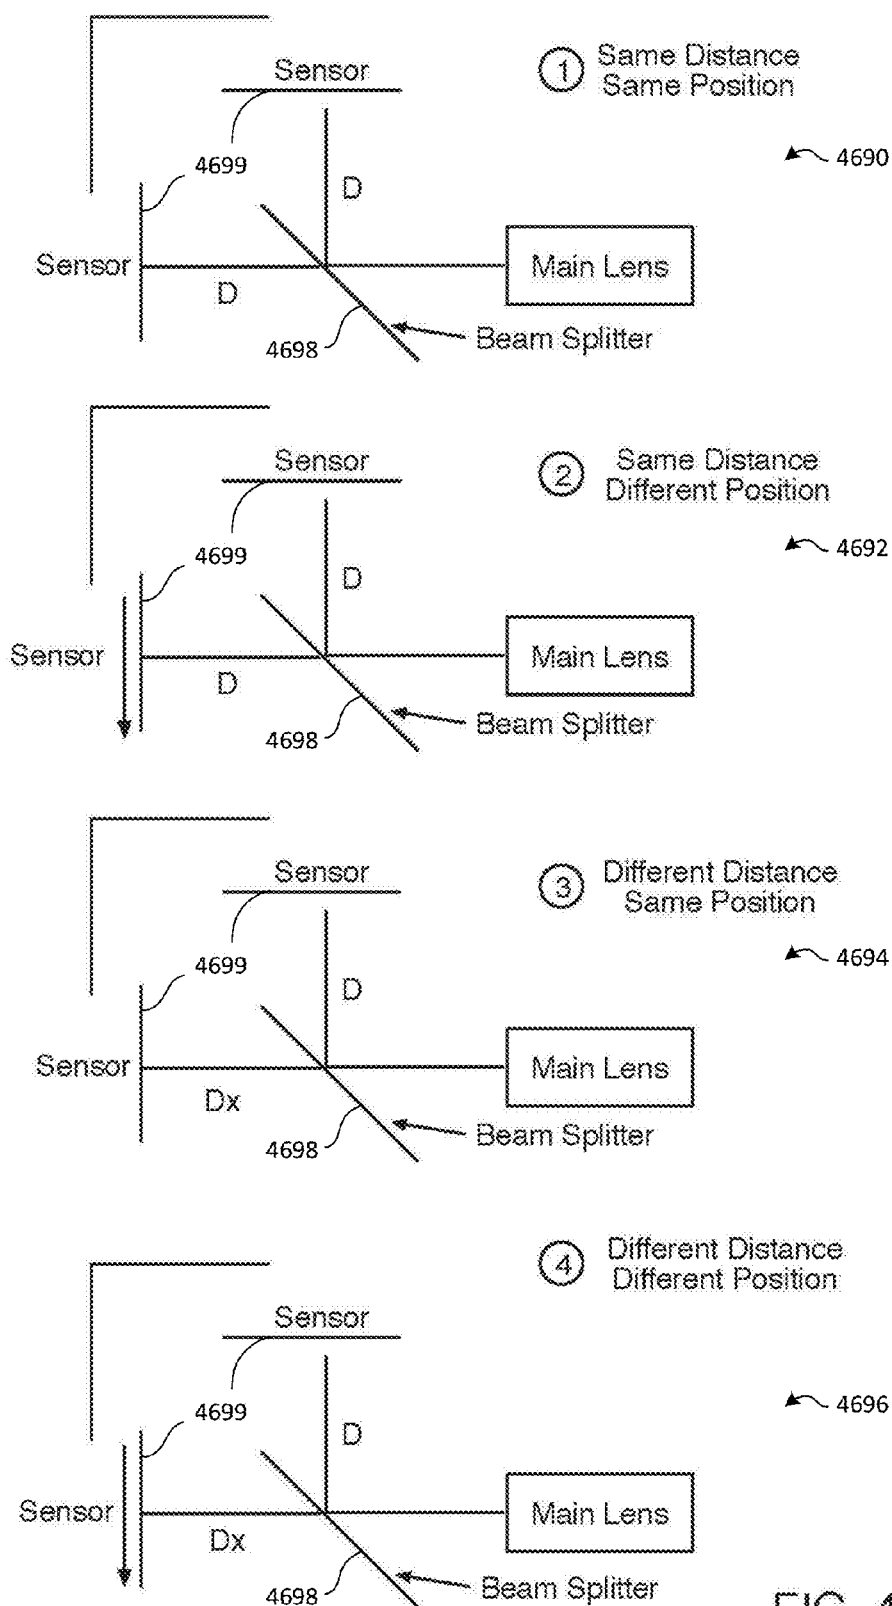 Sensor
1 Same Distance
Same Position
4699
4690
D
Sensor
D
Main Lens
4698
Beam Splitter
Sensor
2 Same Distance
Different Position
4699
4692
D
Sensor
D
Main Lens
4698
Beam Splitter
Sensor
3 Different Distance
Same Position
4699
4694
D
Sensor
Dx
Main Lens
4698
Beam Splitter
4 Different Distance
Different Position
Sensor
4699
4696
D
Sensor
Dx
Main Lens
4698
Beam Splitter